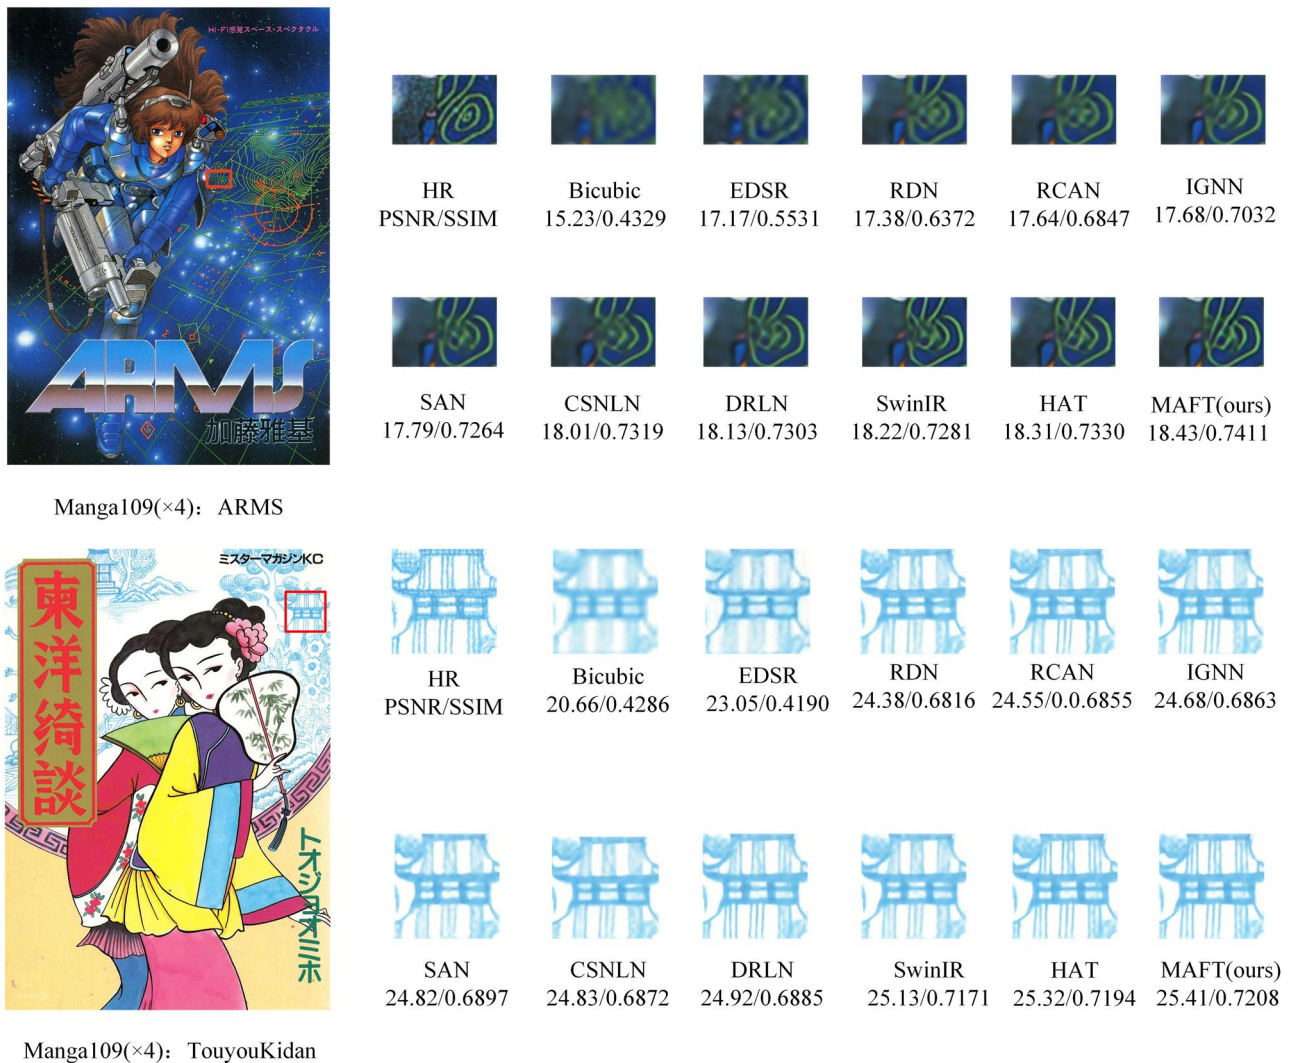 Hi-Fi感覚スペース・スペクタクル
ARMS
加藤雅基
HR
PSNR/SSIM
Bicubic
15.23/0.4329
EDSR
17.17/0.5531
RDN
17.38/0.6372
RCAN
17.64/0.6847
IGNN
17.68/0.7032
SAN
17.79/0.7264
CSNLN
18.01/0.7319
DRLN
18.13/0.7303
SwinIR
18.22/0.7281
HAT
18.31/0.7330
MAFT(ours)
18.43/0.7411
Manga109(×4)：ARMS
ミスターマガジンKC
東洋綺談
トオジョオミホ
HR
PSNR/SSIM
Bicubic
20.66/0.4286
EDSR
23.05/0.4190
RDN
24.38/0.6816
RCAN
24.55/0.0.6855
IGNN
24.68/0.6863
SAN
24.82/0.6897
CSNLN
24.83/0.6872
DRLN
24.92/0.6885
SwinIR
25.13/0.7171
HAT
25.32/0.7194
MAFT(ours)
25.41/0.7208
Manga109(×4)：TouyouKidan